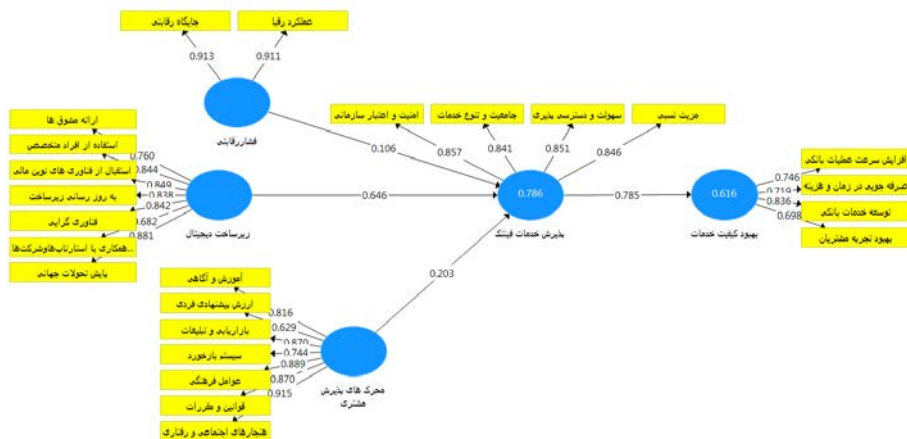 جایگاه رقابتی
عملکرد رقبا
0.913
0.911
فشاررقابتی
0.106
ارائه مشوق ها
استفاده از افراد متخصص
استقبال از فناوری های نوین مالی
به روز رسانی زیرساخت
فناوری گرایی
همکاری با استارتاپ‌هاوشرکت‌ها...
پایش تحولات جهانی
0.760
0.844
0.849
0.838
0.842
0.682
0.881
زیرساخت دیجیتال
0.646
امنیت و اعتبار سازمانی
جامعیت و تنوع خدمات
سهولت و دسترسی پذیری
مزیت نسبی
0.857
0.841
0.851
0.846
0.786
پذیرش خدمات فینتک
0.785
0.616
بهبود کیفیت خدمات
افزایش سرعت عملیات بانکی
صرفه جویی در زمان و هزینه
توسعه خدمات بانکی
بهبود تجربه مشتریان
0.746
0.719
0.836
0.698
0.203
آموزش و آگاهی
ارزش پیشنهادی فردی
بازاریابی و تبلیغات
سیستم بازخورد
عوامل فرهنگی
قوانین و مقررات
هنجارهای اجتماعی و رفتاری
0.816
0.629
0.870
0.744
0.889
0.870
0.915
محرک های پذیرش
مشتری